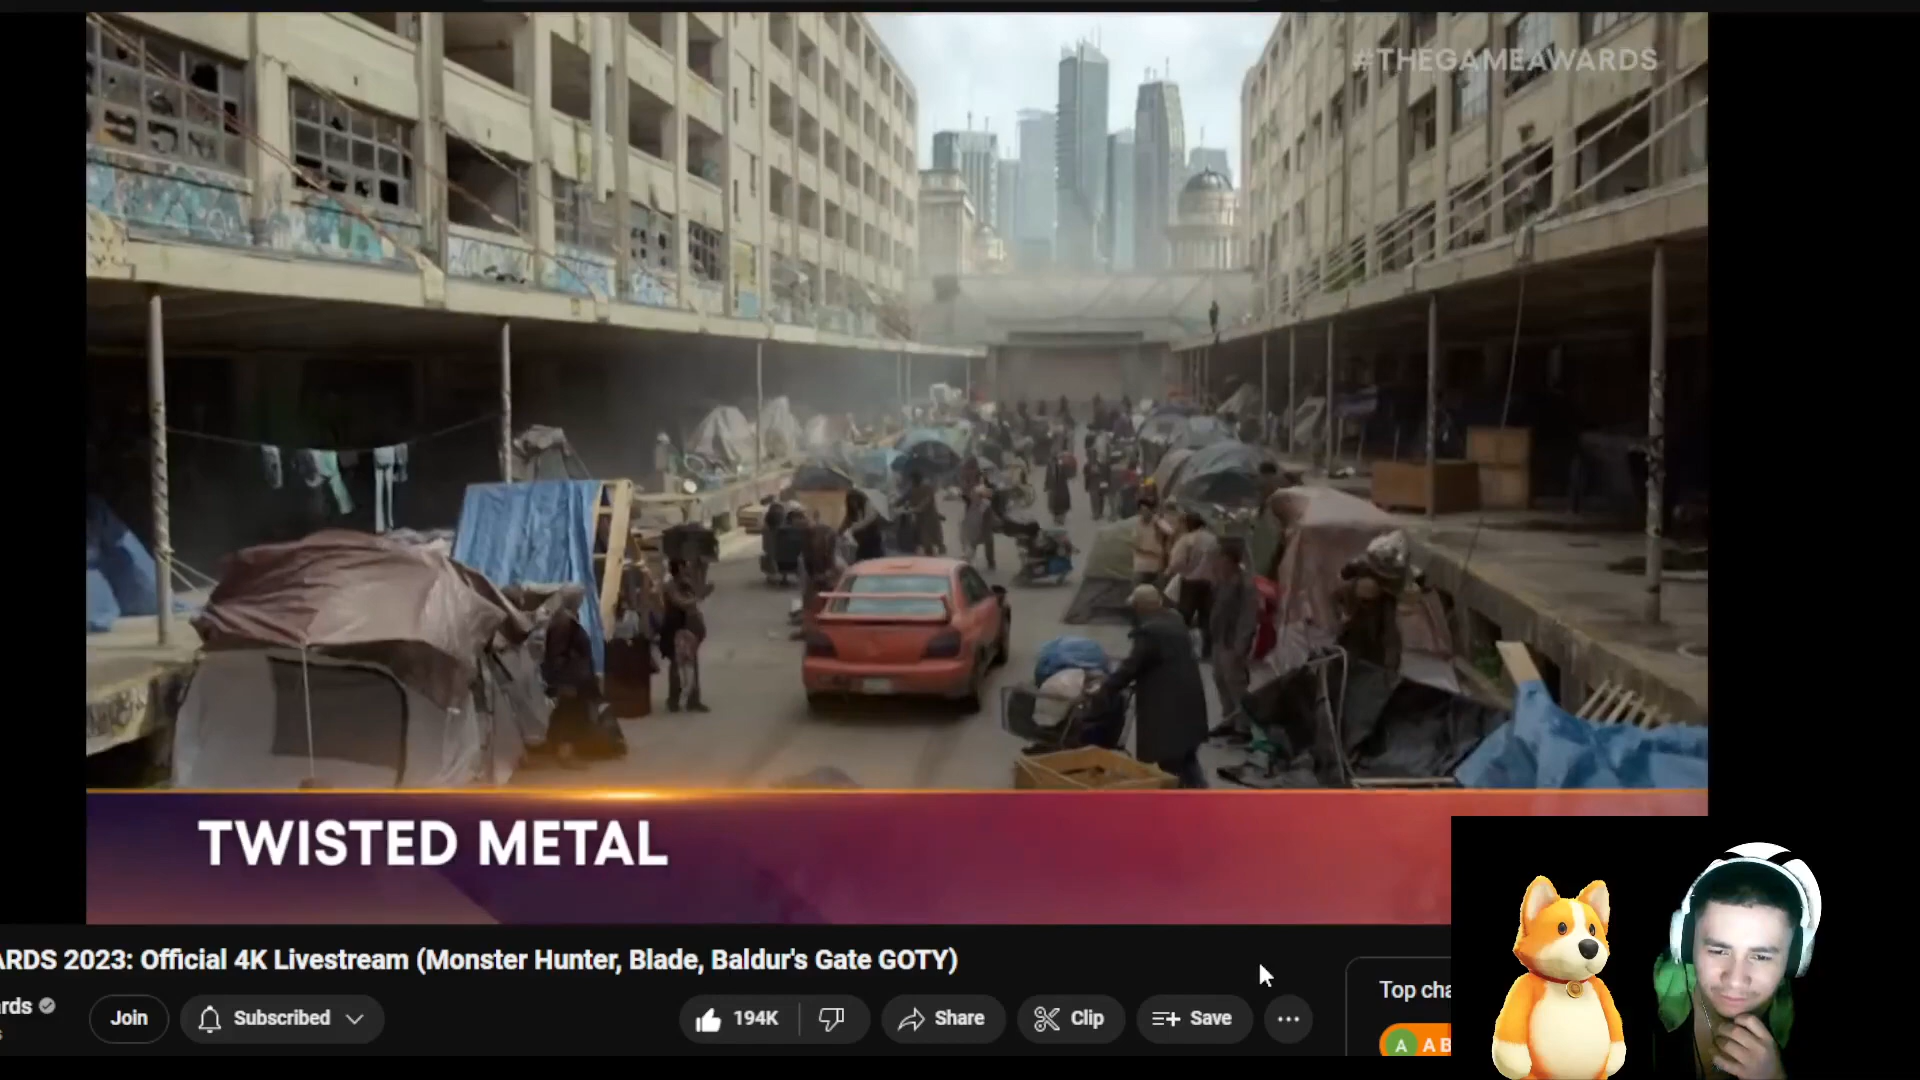 #THEGAMEAWARDS
TWISTED METAL
ARDS 2023: Official 4K Livestream (Monster Hunter, Blade, Baldur's Gate GOTY)
rds
Join
Subscribed
194K
Share
Clip
Save
Top cha
A AB